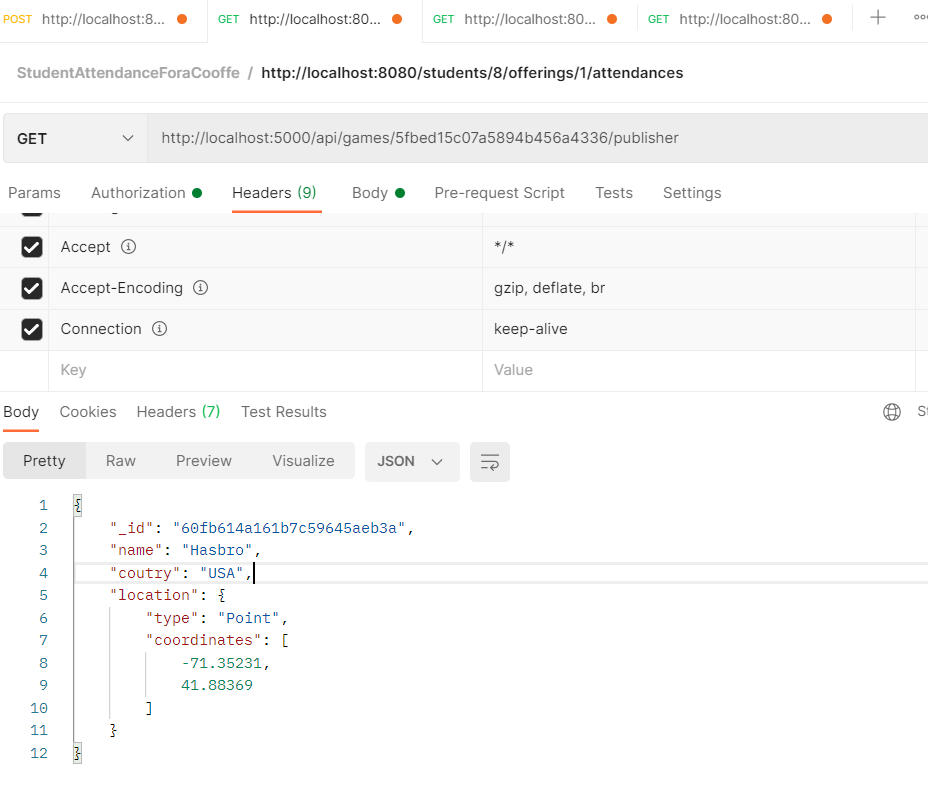 POST http://localhost:8... GET http://localhost:80... GET http://localhost:80... GET http://localhost:80...
StudentAttendanceForaCooffe / http://localhost:8080/students/8/offerings/1/attendances
GET http://localhost:5000/api/games/5fbed15c07a5894b456a4336/publisher
Params Authorization Headers (9) Body Pre-request Script Tests Settings
Accept */*
Accept-Encoding gzip, deflate, br
Connection keep-alive
Key Value
Body Cookies Headers (7) Test Results
Pretty Raw Preview Visualize JSON
1 {
2 "_id": "60fb614a161b7c59645aeb3a",
3 "name": "Hasbro",
4 "coutry": "USA",
5 "location": {
6 "type": "Point",
7 "coordinates": [
8 -71.35231,
9 41.88369
10 ]
11 }
12 }